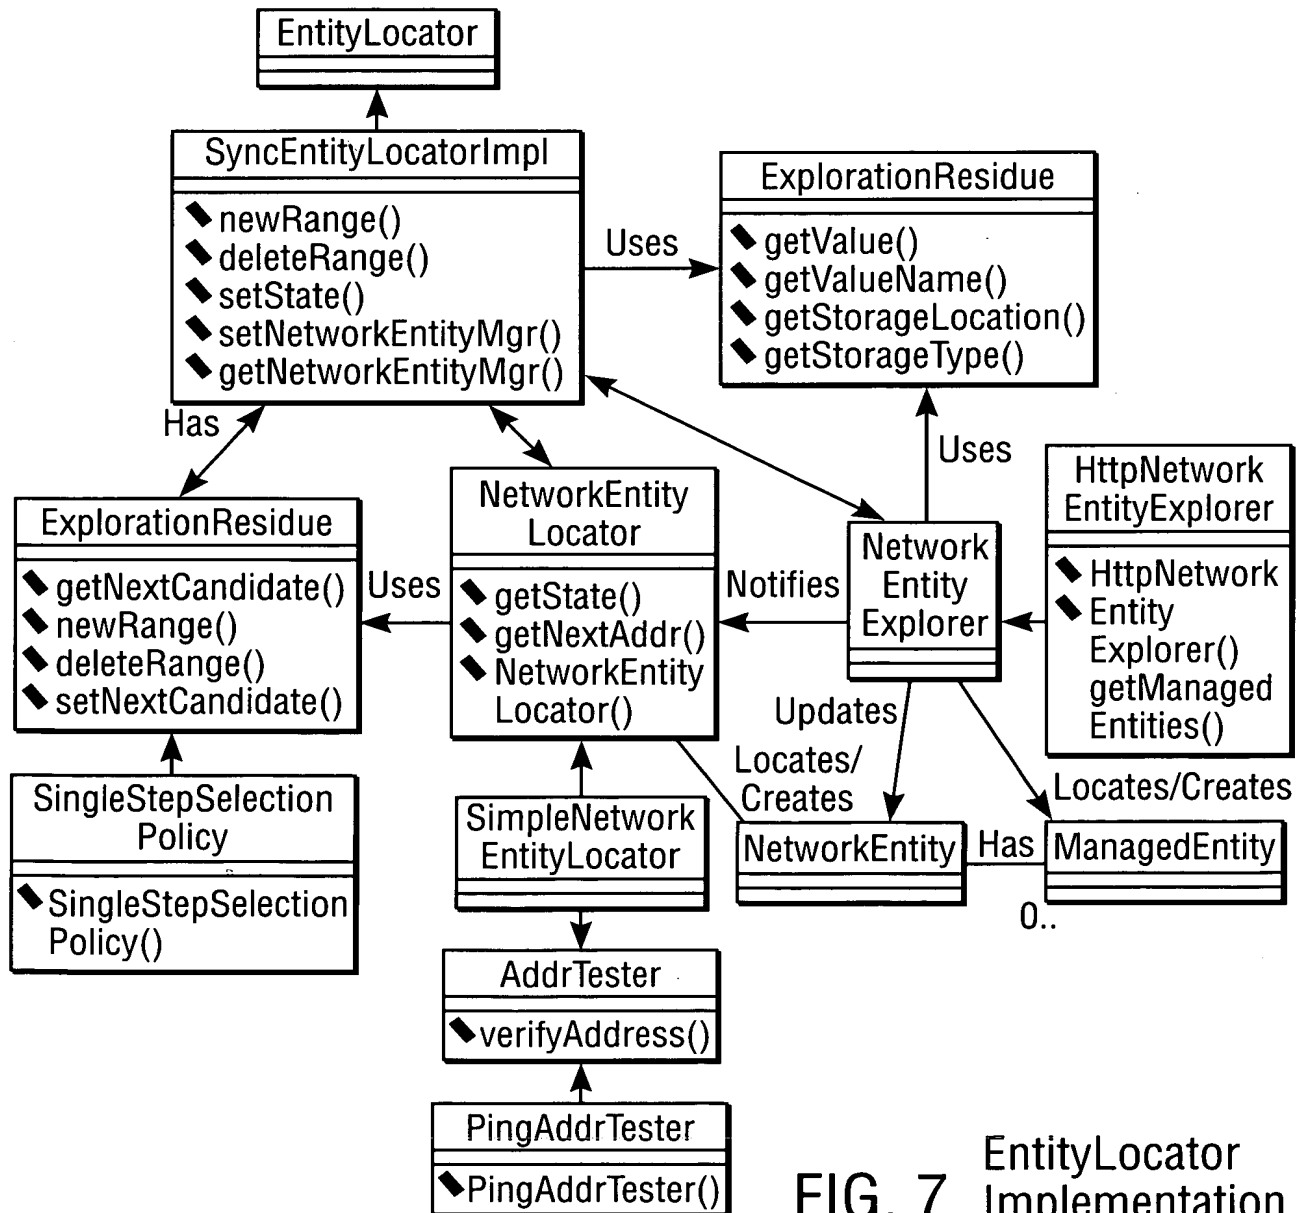 EntityLocator
SyncEntityLocatorImpl
newRange()
deleteRange()
setState()
setNetworkEntityMgr()
getNetworkEntityMgr()
Uses
ExplorationResidue
getValue()
getValueName()
getStorageLocation()
getStorageType()
Has
Uses
ExplorationResidue
getNextCandidate()
newRange()
deleteRange()
setNextCandidate()
Uses
NetworkEntity
Locator
getState()
getNextAddr()
NetworkEntity
Locator()
Notifies
Network
Entity
Explorer
HttpNetwork
EntityExplorer
HttpNetwork
Entity
Explorer()
getManaged
Entities()
Updates
Locates/
Creates
Locates/Creates
SingleStepSelection
Policy
SingleStepSelection
Policy()
SimpleNetwork
EntityLocator
NetworkEntity
Has
ManagedEntity
0..
AddrTester
verifyAddress()
PingAddrTester
PingAddrTester()
FIG. 7
EntityLocator
Implementation